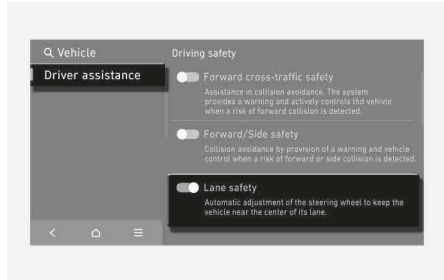 Vehicle
Driver assistance
Driving safety
Forward cross-traffic safety
Assistance in collision avoidance. The system
provides a warning and actively controls thd vehivle
when a risk of forward collision is detected.
Forward/Side safety
Collision avoidance by provision of a warning and vehicle
control when a risk of forward or side collision is detected.
Lane safety
Automatic adjustment of the steering wheel to keep the
vehicle near the center of its lane.